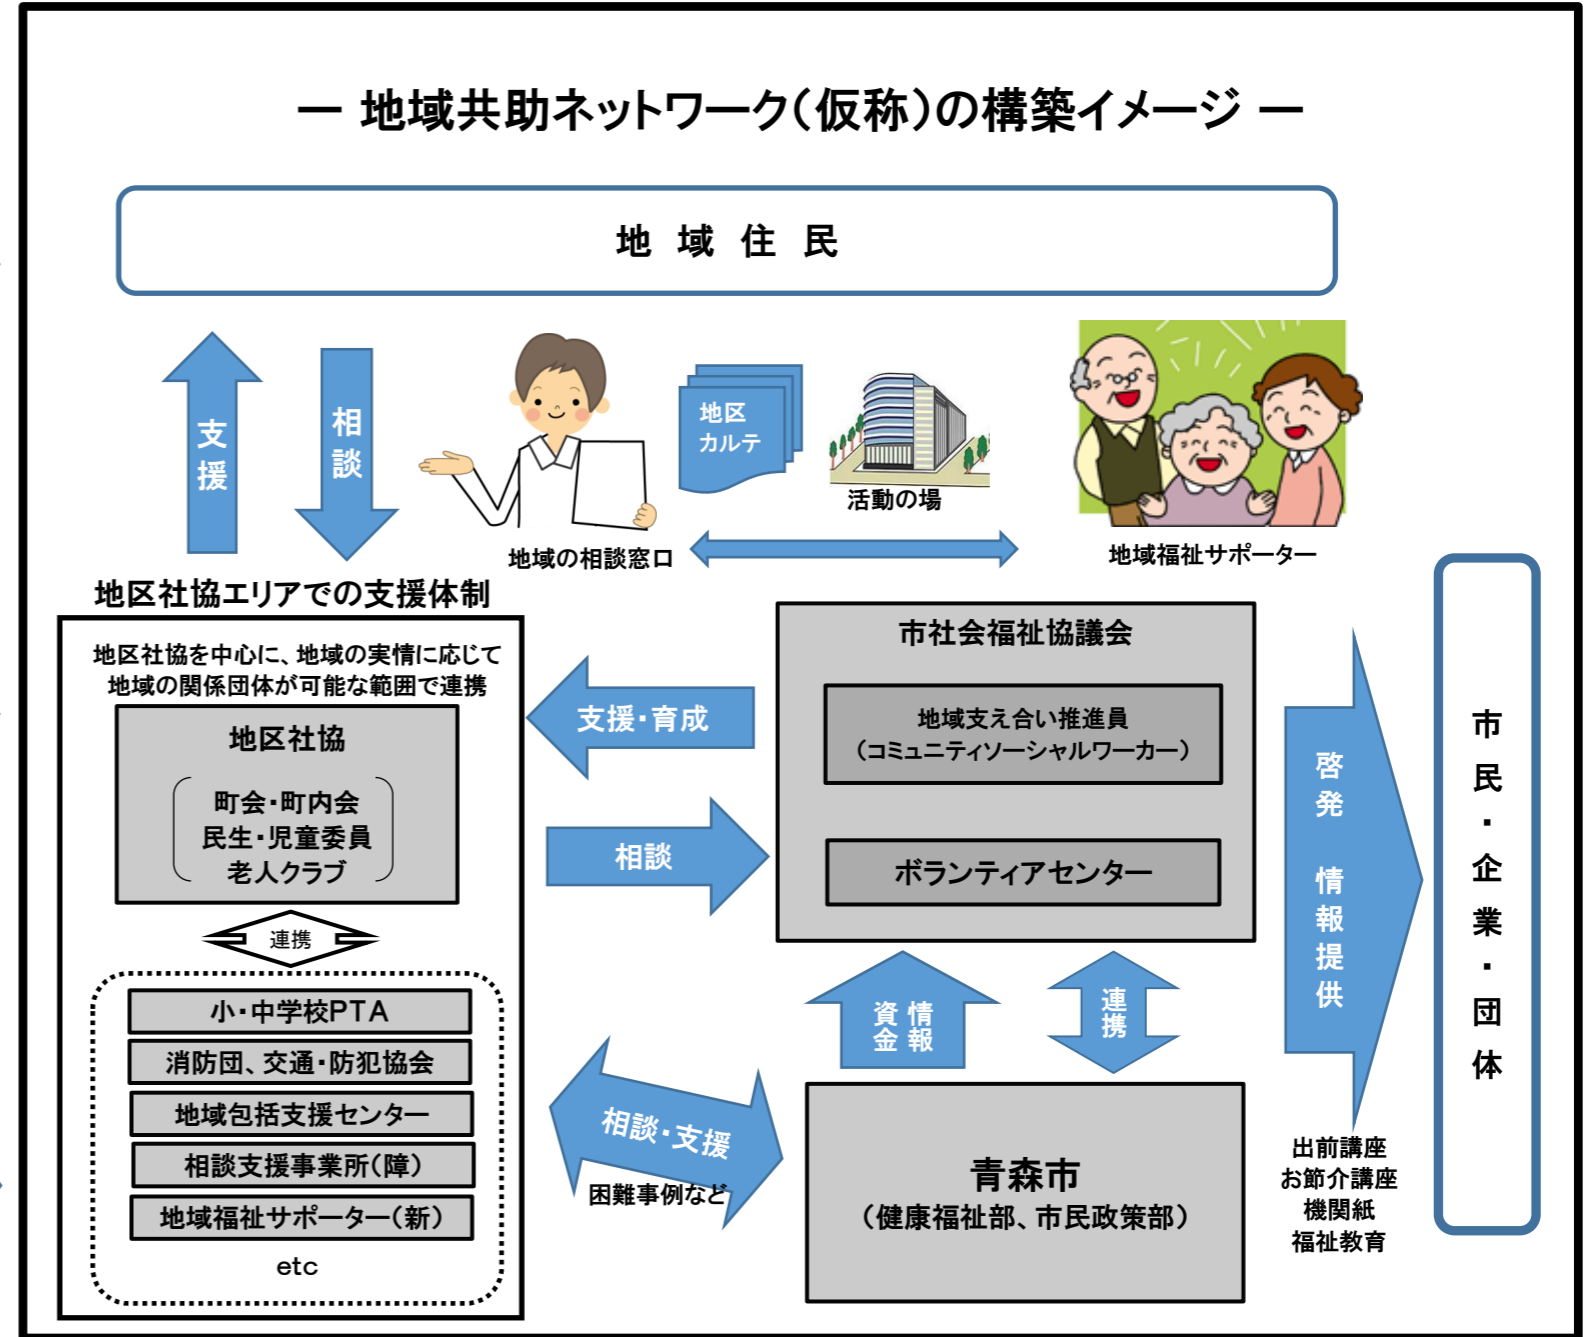 ― 地域共助ネットワーク（仮称）の構築イメージ ―
地 域 住 民
支援
相談
地区
カルテ
活動の場
地域の相談窓口
地域福祉サポーター
地区社協エリアでの支援体制
地区社協を中心に、地域の実情に応じて
地域の関係団体が可能な範囲で連携
地区社協
町会・町内会
民生・児童委員
老人クラブ
連携
小・中学校PTA
消防団、交通・防犯協会
地域包括支援センター
相談支援事業所（障）
地域福祉サポーター（新）
etc
支援・育成
相談
相談・支援
困難事例など
市社会福祉協議会
地域支え合い推進員
（コミュニティソーシャルワーカー）
ボランティアセンター
情報
資金
連携
青森市
（健康福祉部、市民政策部）
啓発 情報提供
出前講座
お節介講座
機関紙
福祉教育
市民・企業・団体